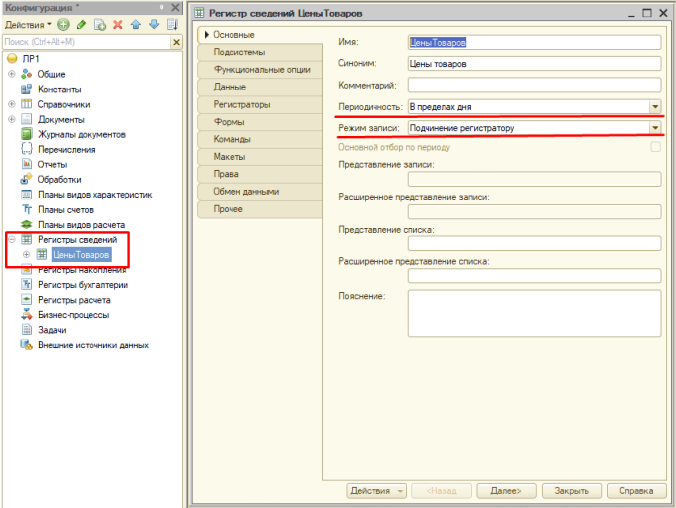 Конфигурация *
Действия
Поиск (Ctrl+Alt+M)
ПР1
Общие
Константы
Справочники
Документы
Журналы документов
Перечисления
Отчеты
Обработки
Планы видов характеристик
Планы счетов
Планы видов расчета
Регистры сведений
ЦеныТоваров
Регистры накопления
Регистры бухгалтерии
Регистры расчета
Бизнес-процессы
Задачи
Внешние источники данных
Регистр сведений ЦеныТоваров
Основные
Подсистемы
Функциональные опции
Данные
Регистраторы
Формы
Команды
Макеты
Права
Обмен данными
Прочее
Имя: ЦеныТоваров
Синоним: Цены товаров
Комментарий:
Периодичность: В пределах дня
Режим записи: Подчинение регистратору
Основной отбор по периоду
Представление записи:
Расширенное представление записи:
Представление списка:
Расширенное представление списка:
Пояснение:
Действия <Назад Далее> Закрыть Справка